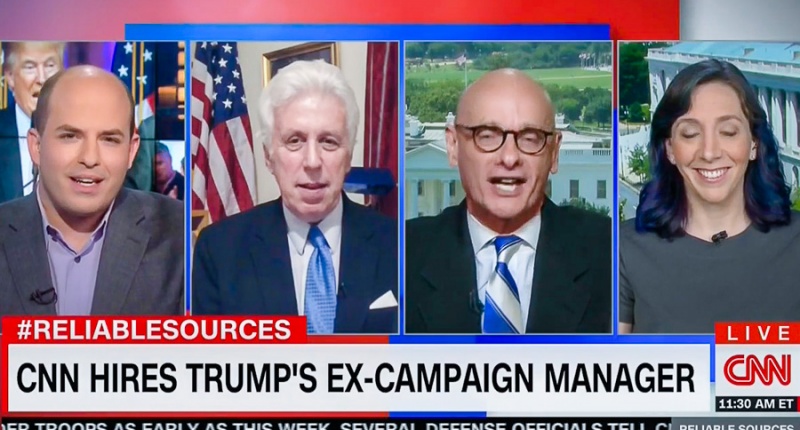 #RELIABLESOURCES
LIVE
CNN HIRES TRUMP'S EX-CAMPAIGN MANAGER
CNN
11:30 AM ET
TROOPS AS EARLY AS THIS WEEK, SEVERAL DEFENSE OFFICIALS TELL
RELIABLE SOURCES